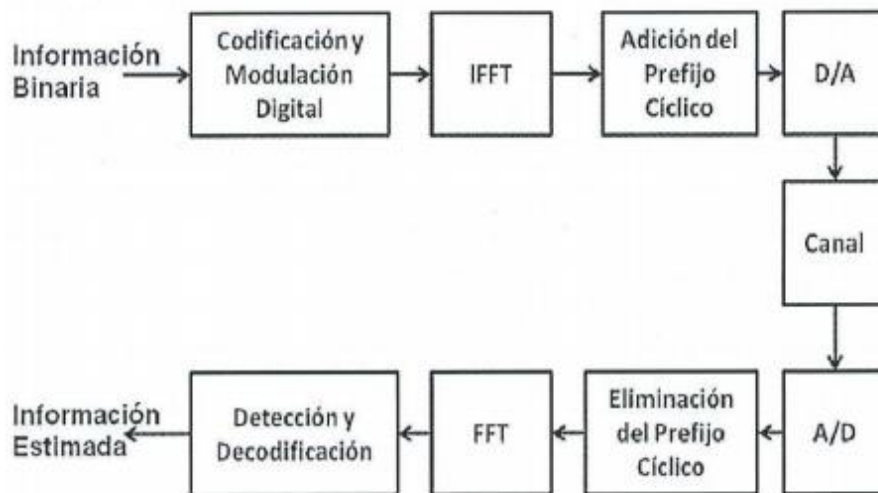 Información
Binaria
Codificación y
Modulación
Digital
IFFT
Adición del
Prefijo
Cíclico
D/A
Canal
A/D
Eliminación
del Prefijo
Cíclico
FFT
Detección y
Decodificación
Información
Estimada